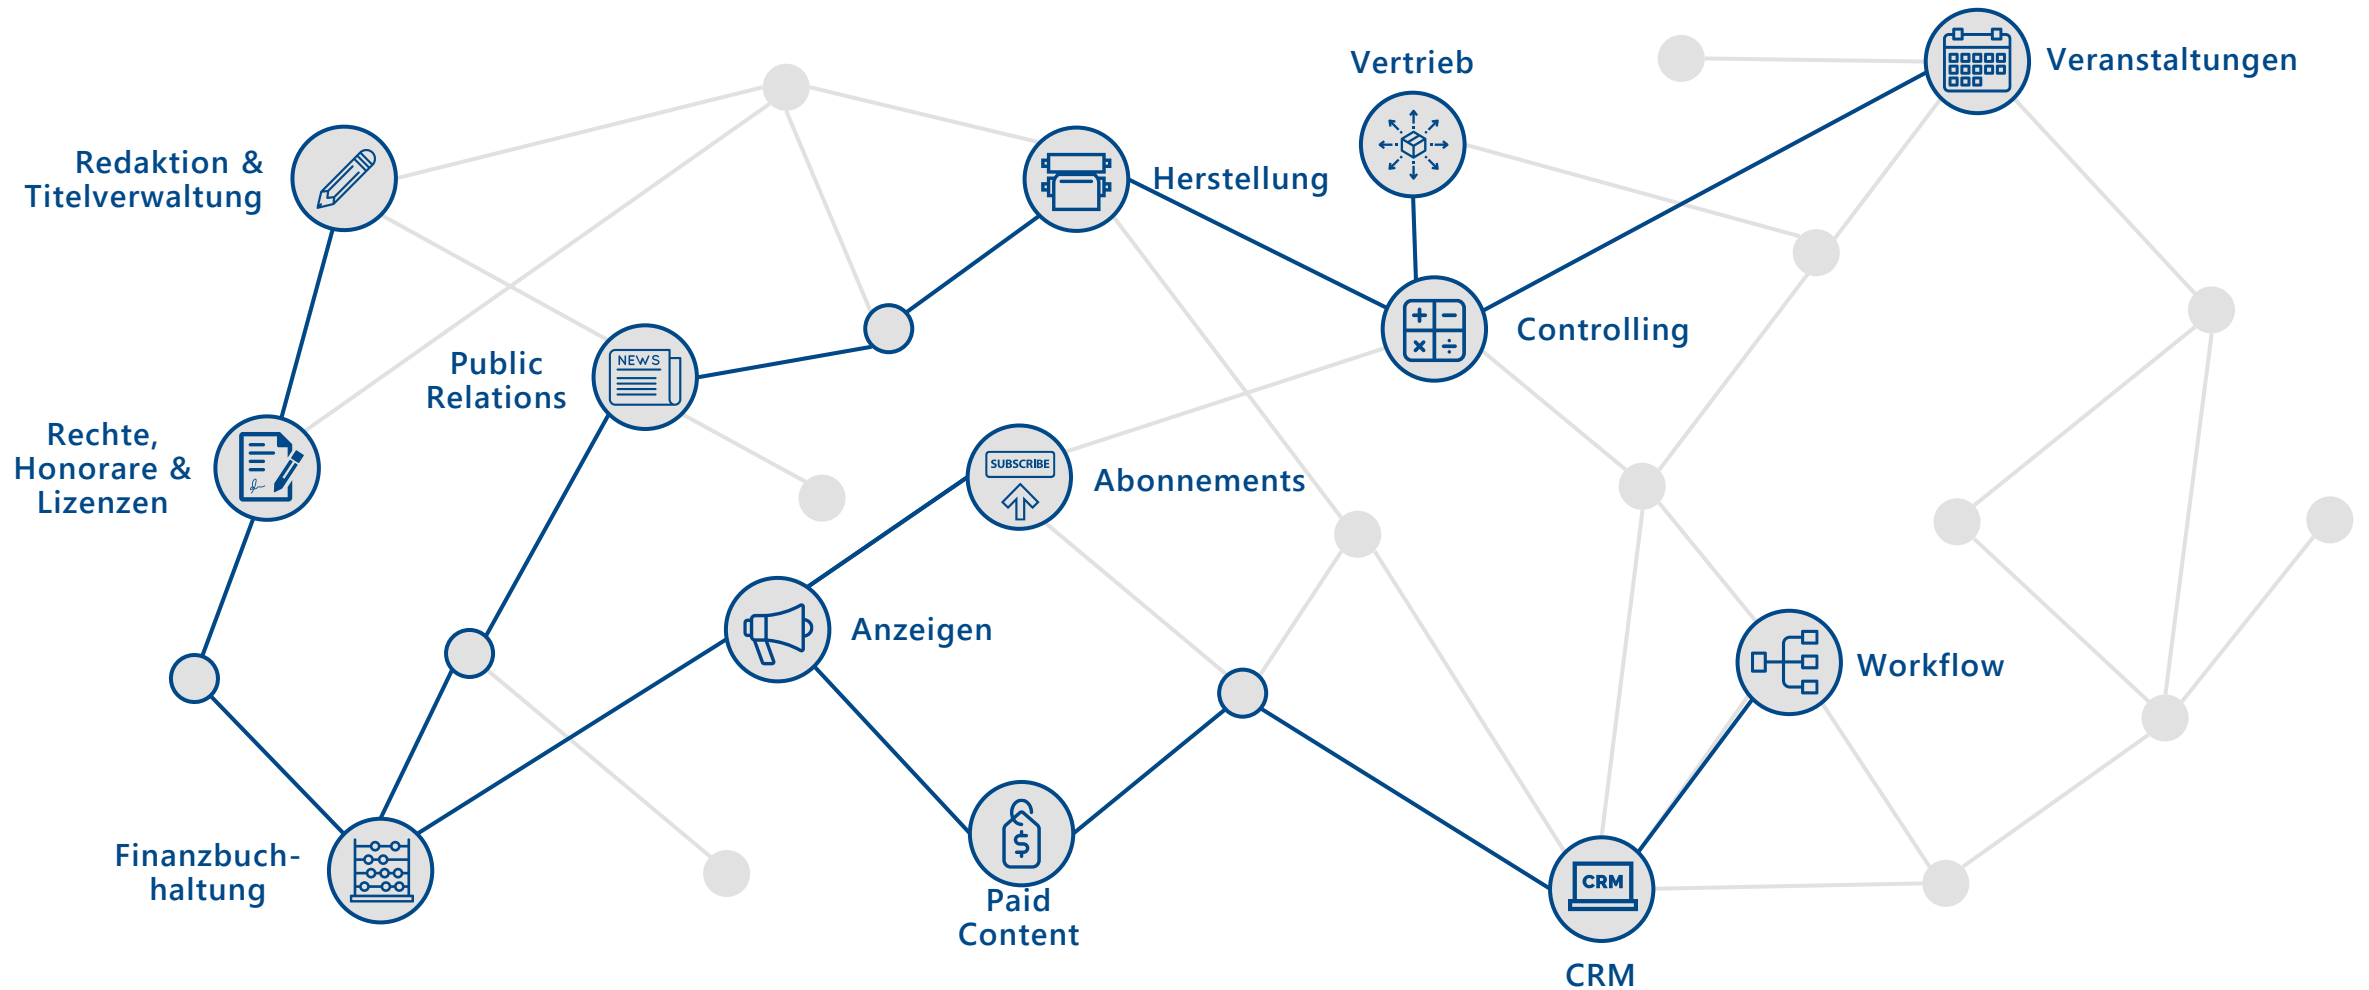 Vertrieb
Veranstaltungen
Redaktion &
Titelverwaltung
Herstellung
Controlling
Public
Relations
NEWS
Rechte,
Honorare &
Lizenzen
SUBSCRIBE
Abonnements
Anzeigen
Workflow
Finanzbuch-
haltung
$
Paid
Content
CRM
CRM